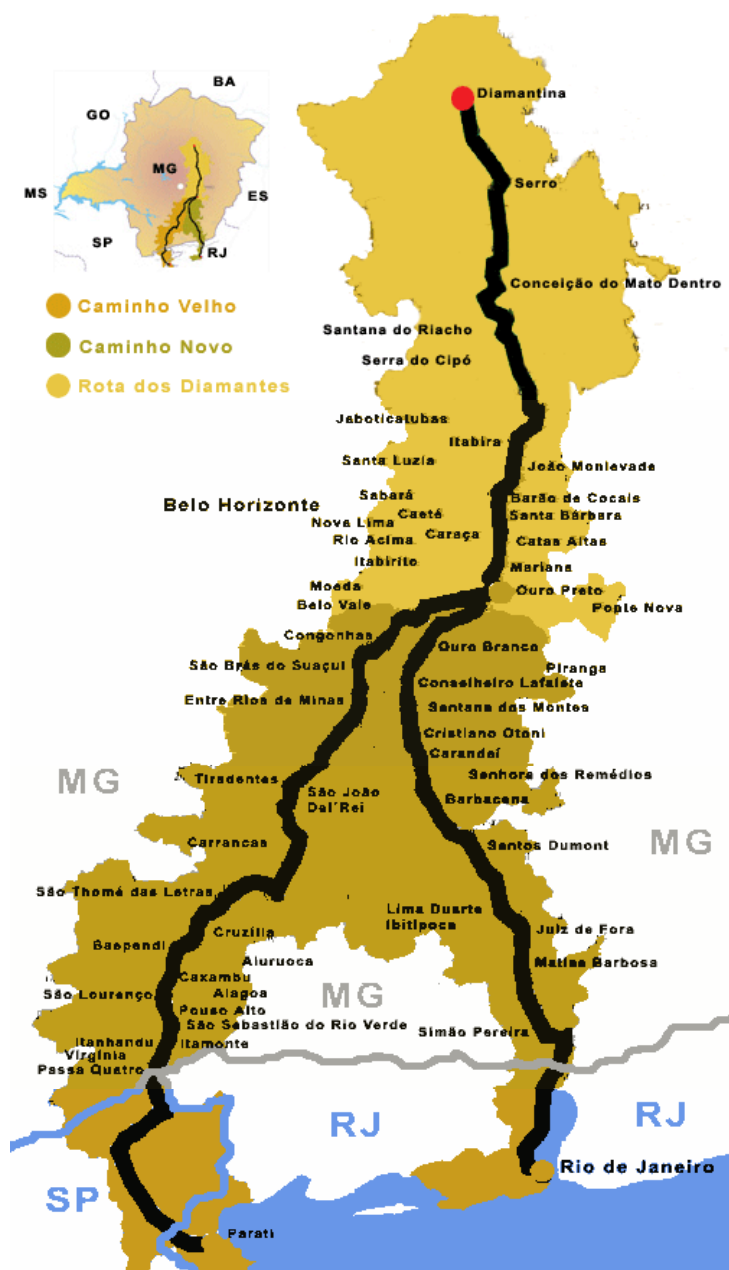 BA
GO
MG
MS
ES
SP
RJ
Caminho Velho
Caminho Novo
Rota dos Diamantes
Diamantina
Serro
Conceição do Mato Dentro
Santana do Riacho
Serra do Cipó
Jaboticatubas
Itabira
Santa Luzia
João Monlevade
Sabará
Barão de Cocais
Belo Horizonte
Caeté
Santa Bárbara
Nova Lima
Caraça
Rio Acima
Catas Altas
Itabirito
Mariana
Moeda
Ouro Preto
Belo Vale
Ponte Nova
Congonhas
Ouro Branco
São Brás do Suaçuí
Piranga
Conselheiro Lafaiete
Entre Rios de Minas
Santana dos Montes
Cristiano Otoni
Carandaí
MG
Tiradentes
Senhora dos Remédios
São João
Del'Rei
Barbacena
Carrancas
Santos Dumont
MG
São Thomé das Letras
Lima Duarte
Ibitipoca
Cruzília
Juiz de Fora
Baependi
Aiuruoca
Matias Barbosa
Caxambu
MG
São Lourenço
Alagoa
Pouso Alto
São Sebastião do Rio Verde
Simão Pereira
Itanhandu
Itamonte
Virgínia
Passa Quatro
RJ
RJ
Rio de Janeiro
SP
Parati